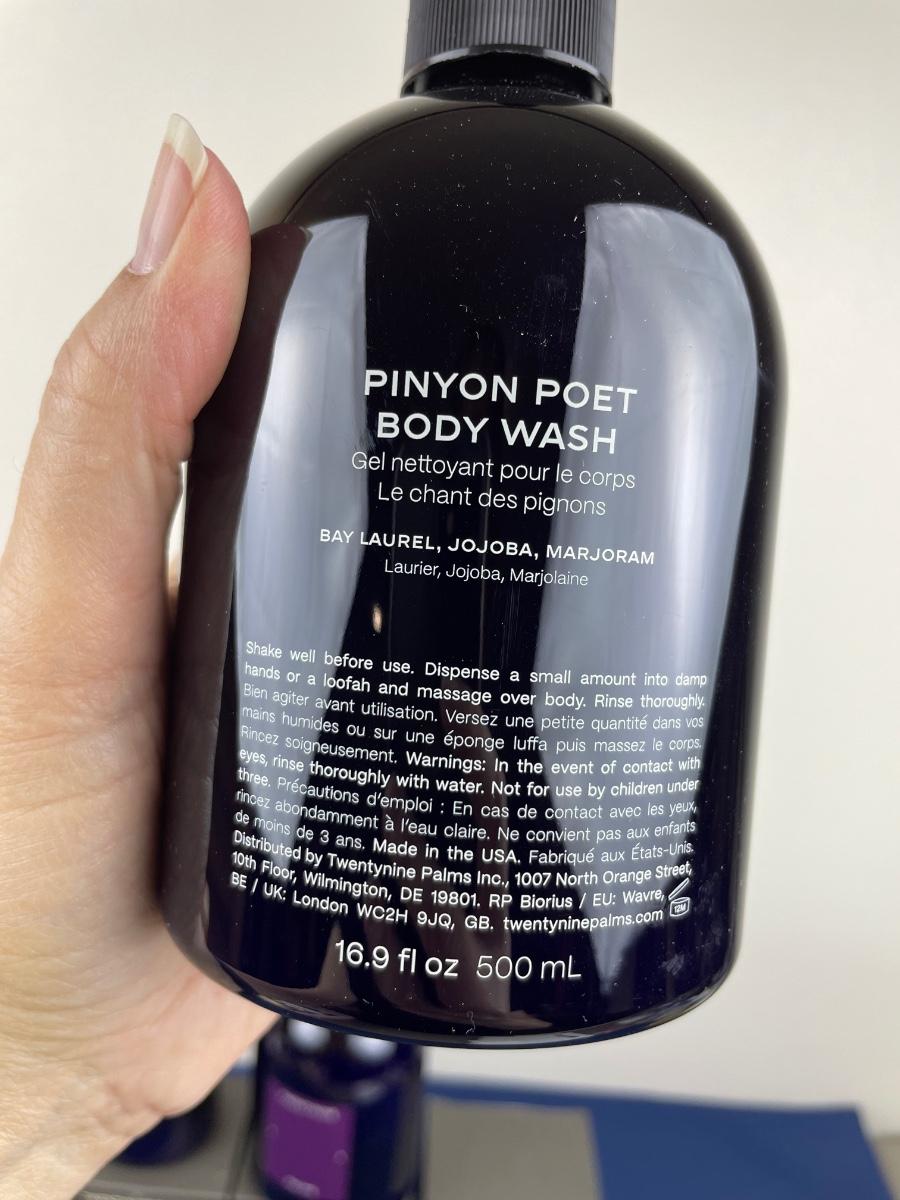 PINYON POET
BODY WASH
Gel nettoyant pour le corps
Le chant des pignons
BAY LAUREL, JOJOBA, MARJORAM
Laurier, Jojoba, Marjolaine
Shake well before use. Dispense a small amount into damp
hands or a loofah and massage over body. Rinse thoroughly.
Bien agiter avant utilisation. Versez une petite quantité dans vos
mains humides ou sur une éponge luffa puis massez le corps.
Rincez soigneusement. Warnings: In the event of contact with
eyes, rinse thoroughly with water. Not for use by children under
three. Précautions d'emploi : En cas de contact avec les yeux,
rincez abondamment à l'eau claire. Ne convient pas aux enfants
de moins de 3 ans. Made in the USA. Fabriqué aux États-Unis.
Distributed by Twentynine Palms Inc., 1007 North Orange Street,
10th Floor, Wilmington, DE 19801. RP Biorius / EU: Wavre,
BE / UK: London WC2H 9JQ, GB. twentyninepalms.com
12M
16.9 fl oz 500 mL